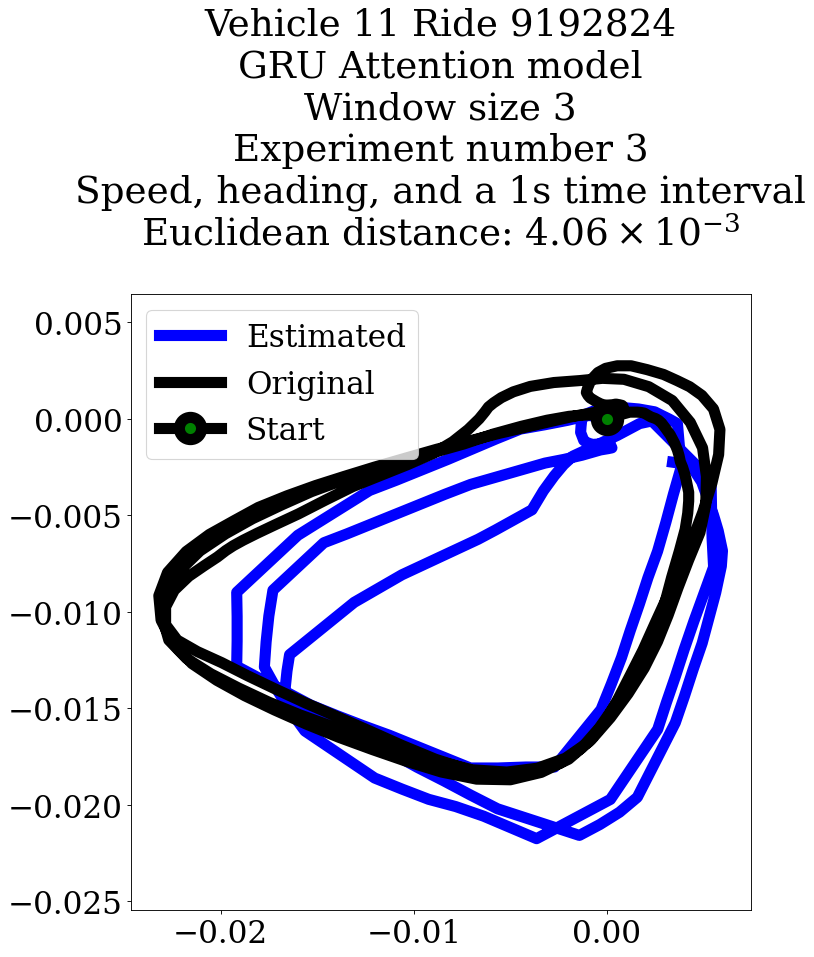 Vehicle 11 Ride 9192824
GRU Attention model
Window size 3
Experiment number 3
Speed, heading, and a 1s time interval
Euclidean distance: 4.06 × 10⁻³
Estimated
Original
Start
0.005
0.000
−0.005
−0.010
−0.015
−0.020
−0.025
−0.02
−0.01
0.00